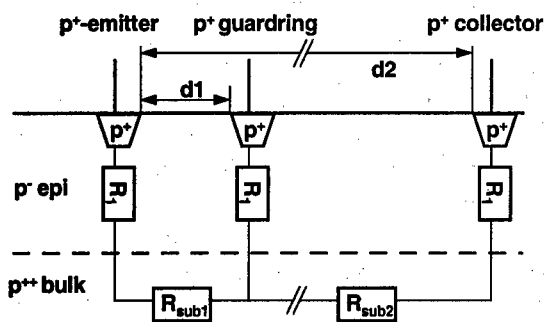 p⁺-emitter p⁺ guardring p⁺ collector
d2
d1
p⁺ p⁺ p⁺
p⁻ epi R₁ R₁ R₁
p⁺⁺ bulk
R_sub1 R_sub2